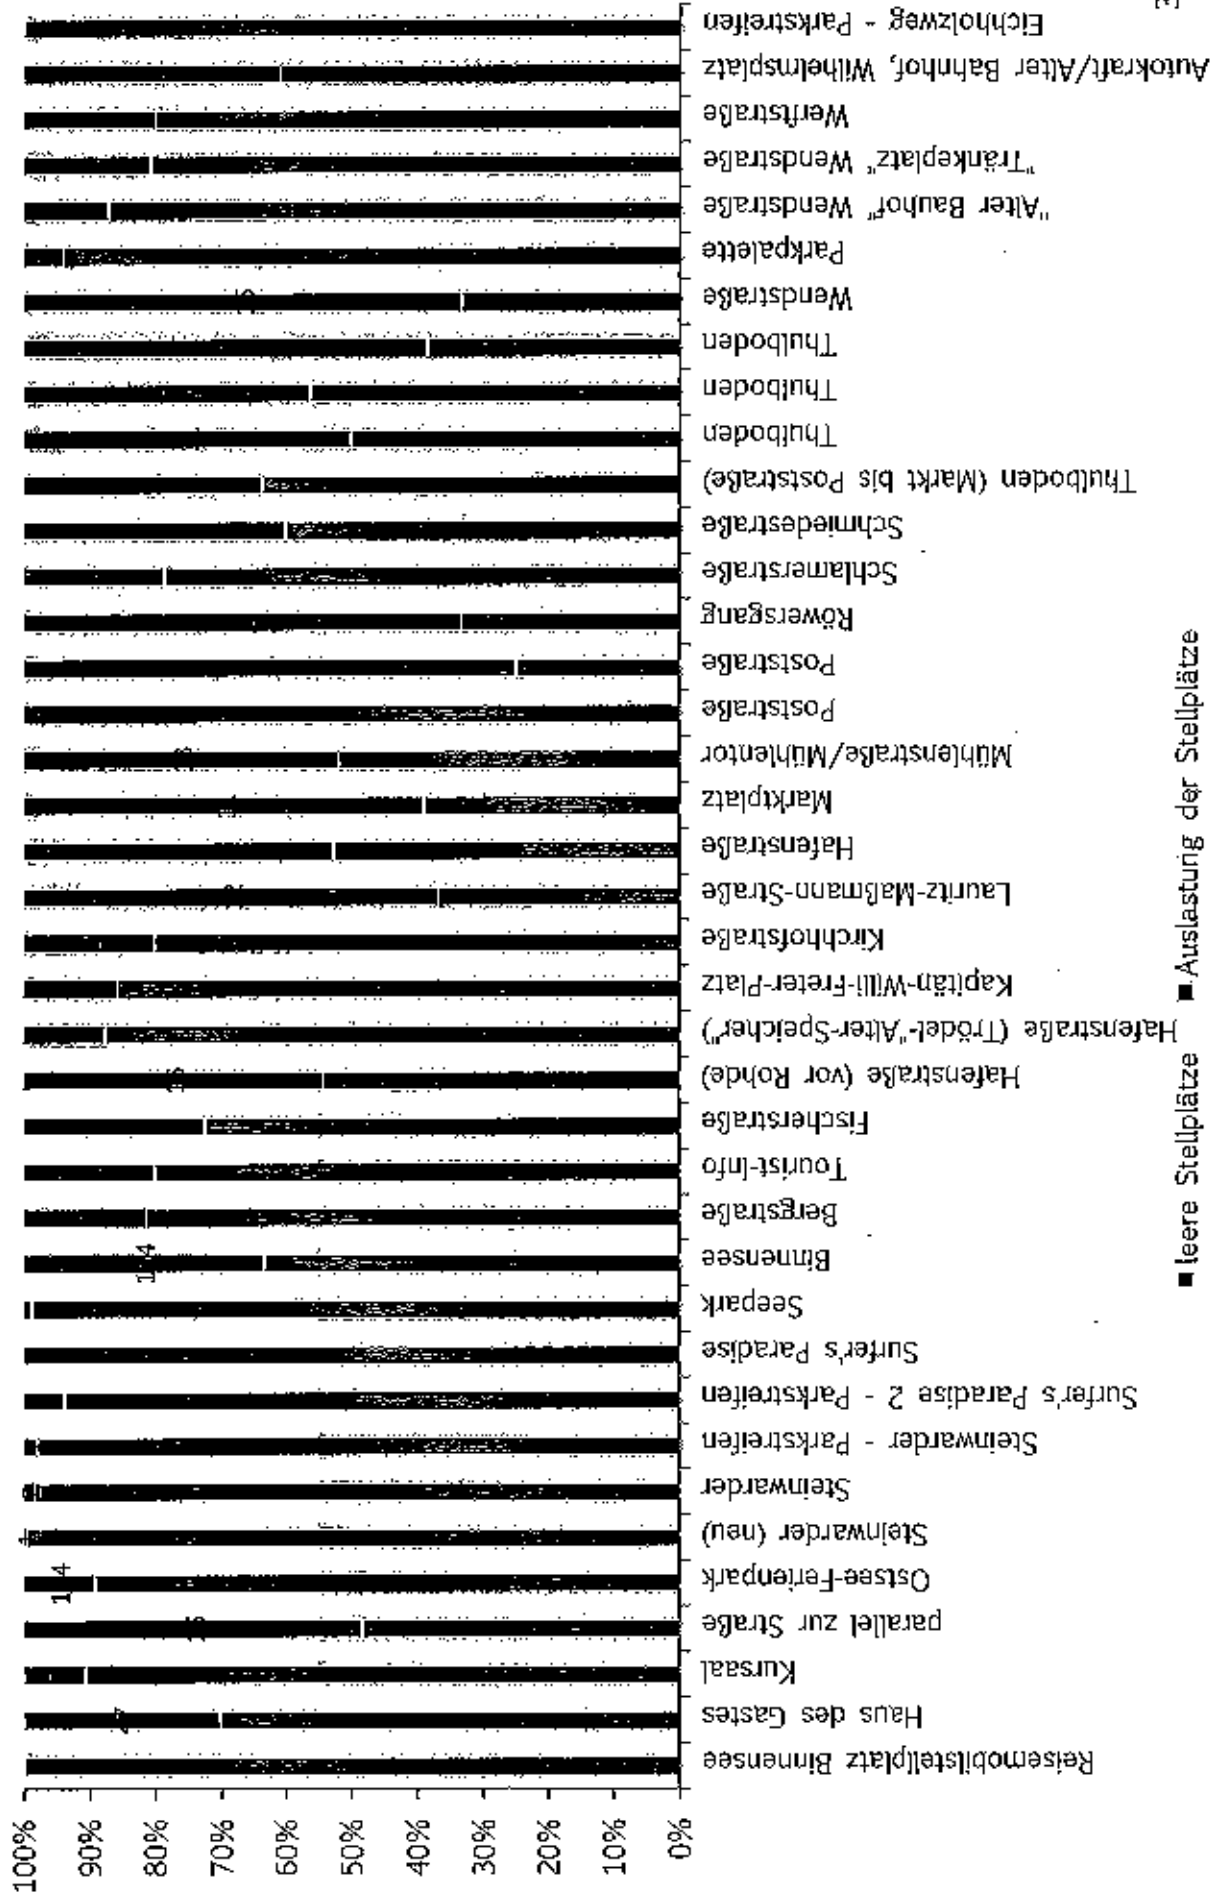 100%
90%
80%
70%
60%
50%
40%
30%
20%
10%
0%
Reisemobilstellplatz Binnensee
Haus des Gastes
Kursaal
parallel zur Straße
Ostsee-Ferienpark
Steinwarder (neu)
Steinwarder
Steinwarder - Parkstreifen
Surfer's Paradise 2 - Parkstreifen
Surfer's Paradise
Seepark
Binnensee
Bergstraße
Tourist-Info
Fischerstraße
Hafenstraße (vor Rohde)
Hafenstraße (Trödel-"Alter-Speicher")
Kapitän-Willi-Freter-Platz
Kirchhofstraße
Lauritz-Maßmann-Straße
Hafenstraße
Marktplatz
Mühlenstraße/Mühlentor
Poststraße
Poststraße
Röwersgang
Schlamerstraße
Schmiedestraße
Thulboden (Markt bis Poststraße)
Thulboden
Thulboden
Thulboden
Wendstraße
Parkpalette
"Alter Bauhof" Wendstraße
"Tränkeplatz" Wendstraße
Werftstraße
Autokraft/Alter Bahnhof, Wilhelmsplatz
Eichholzweg - Parkstreifen
14
14
leere Stellplätze
Auslastung der Stellplätze